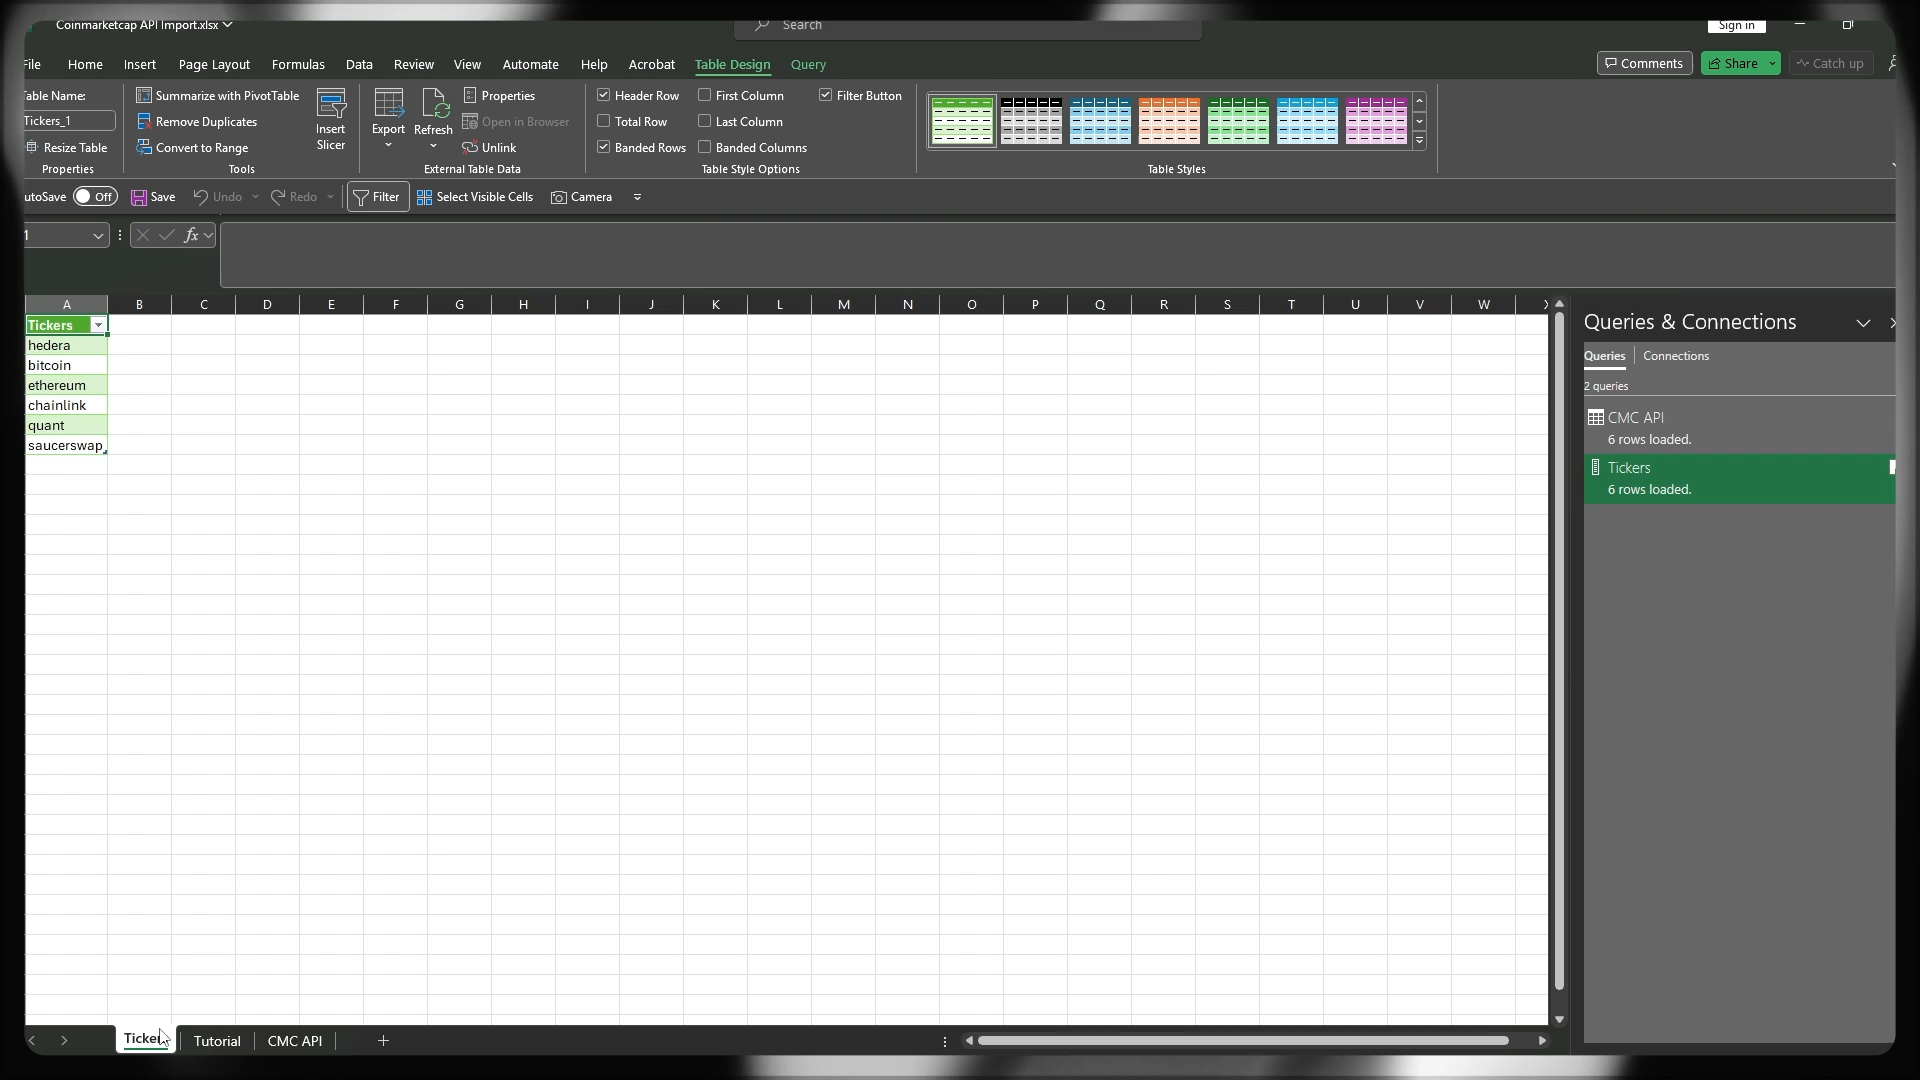 Coinmarketcap API Import.xlsx
Search
Sign in
File Home Insert Page Layout Formulas Data Review View Automate Help Acrobat Table Design Query
Comments Share Catch up
Table Name:
Tickers_1
Resize Table
Properties
Summarize with PivotTable
Remove Duplicates
Convert to Range
Tools
Insert
Slicer
Export
Refresh
Properties
Open in Browser
Unlink
External Table Data
Header Row First Column Filter Button
Total Row Last Column
Banded Rows Banded Columns
Table Style Options
Table Styles
AutoSave Off Save Undo Redo Filter Select Visible Cells Camera
1
fx
A B C D E F G H I J K L M N O P Q R S T U V W X
Tickers
hedera
bitcoin
ethereum
chainlink
quant
saucerswap
Queries & Connections
Queries Connections
2 queries
CMC API
6 rows loaded.
Tickers
6 rows loaded.
Tickers Tutorial CMC API